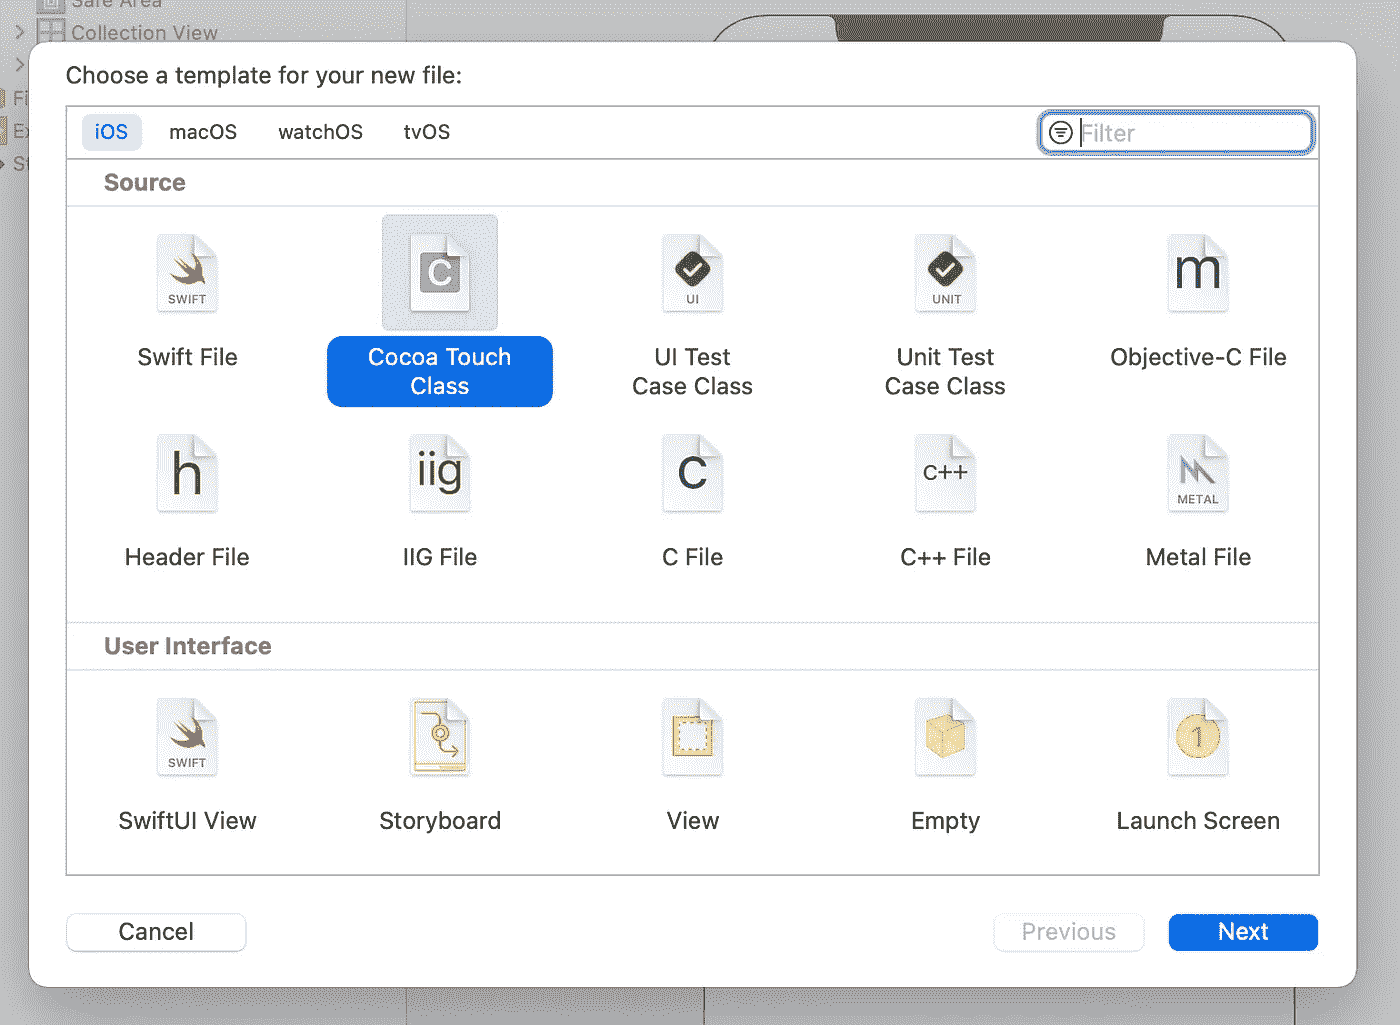 Safe Area
Collection View
Fi
Ex
St
Choose a template for your new file:
iOS macOS watchOS tvOS Filter
Source
SWIFT C UI UNIT m
Swift File Cocoa Touch Class UI Test Case Class Unit Test Case Class Objective-C File
h iig C C++ METAL
Header File IIG File C File C++ File Metal File
User Interface
SWIFT 1
SwiftUI View Storyboard View Empty Launch Screen
Cancel Previous Next